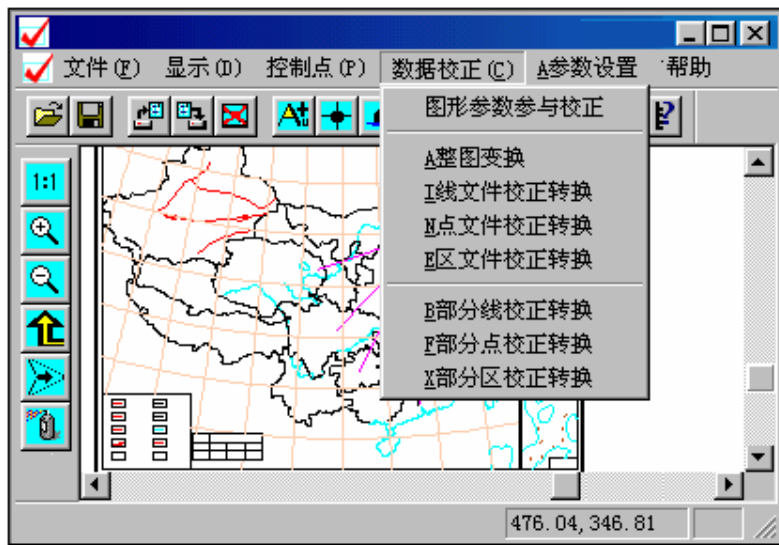 文件(F) 显示(D) 控制点(P) 数据校正(C) A参数设置 帮助
图形参数参与校正
1:1
A整图变换
I线文件校正转换
N点文件校正转换
E区文件校正转换
B部分线校正转换
F部分点校正转换
X部分区校正转换
476.04,346.81